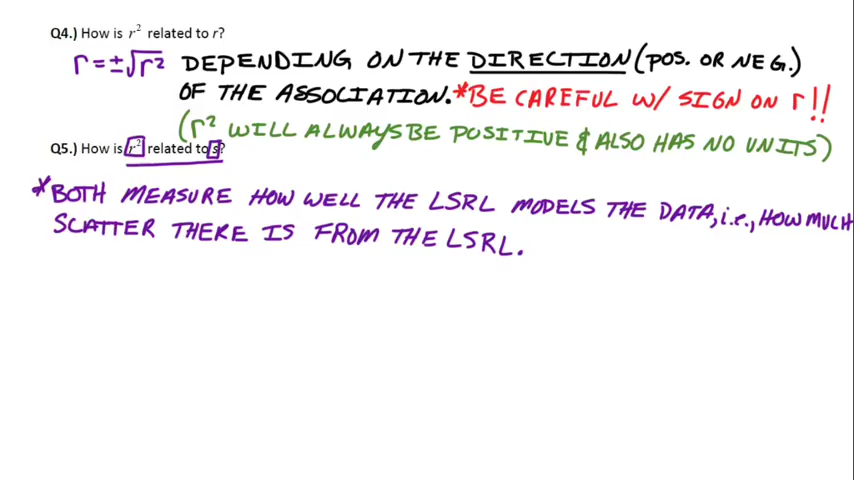 Q4.) How is r² related to r?
r = ±√r² DEPENDING ON THE DIRECTION (POS. OR NEG.)
OF THE ASSOCIATION. *BE CAREFUL W/ SIGN ON r!!
(r² WILL ALWAYS BE POSITIVE & ALSO HAS NO UNITS)
Q5.) How is r² related to s?
*BOTH MEASURE HOW WELL THE LSRL MODELS THE DATA, i.e., HOW MUCH
SCATTER THERE IS FROM THE LSRL.